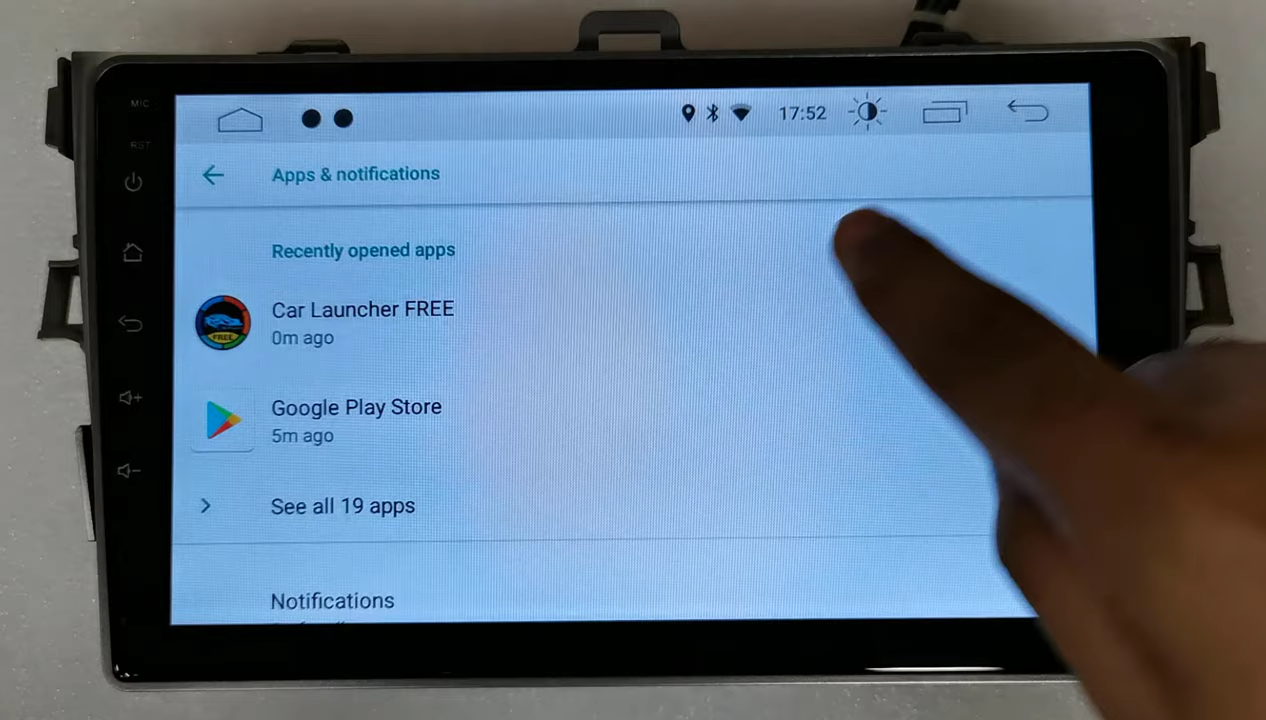 MIC
17:52
RST
Apps & notifications
Recently opened apps
Car Launcher FREE
0m ago
FREE
Google Play Store
5m ago
See all 19 apps
Notifications